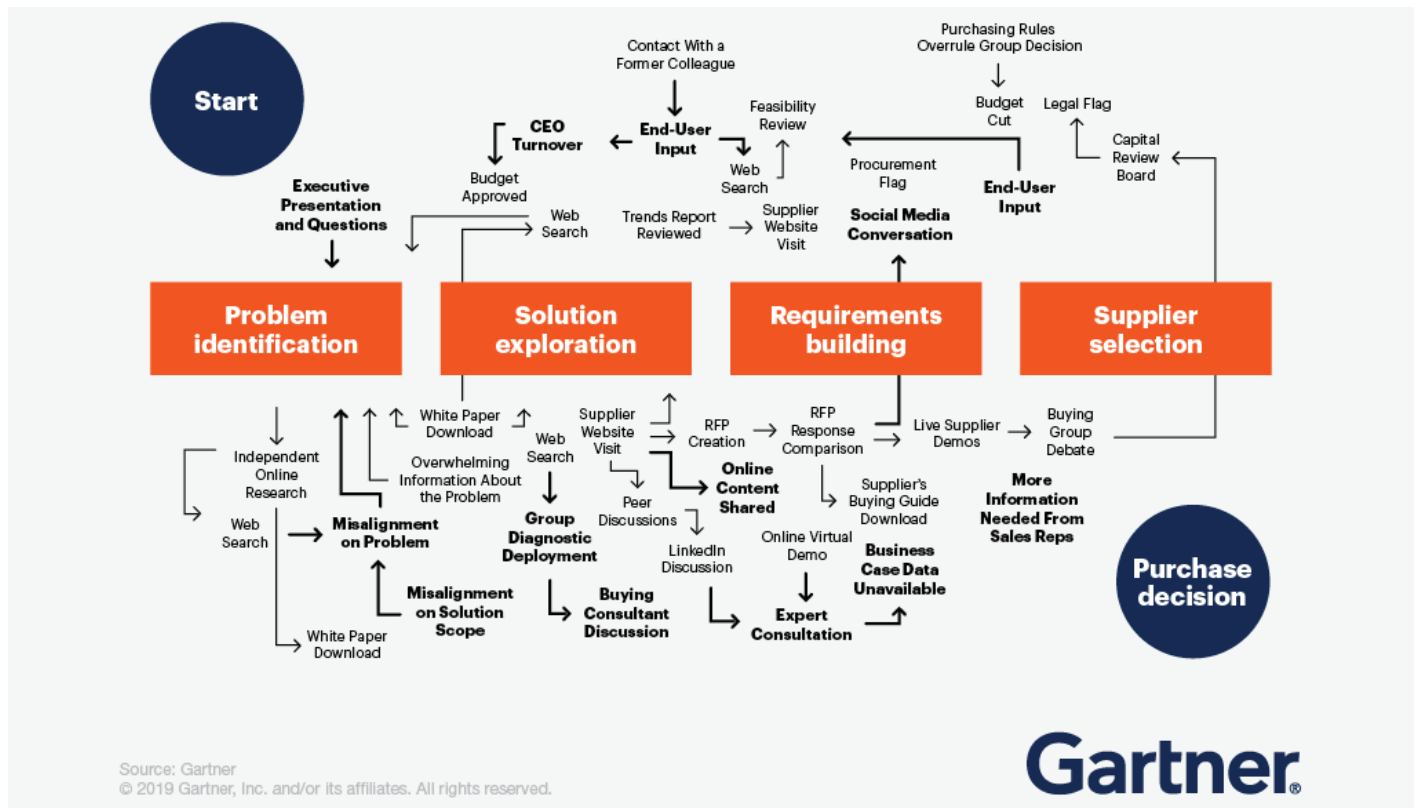 Start
Contact With a
Former Colleague
Purchasing Rules
Overrule Group Decision
CEO
Turnover
End-User
Input
Feasibility
Review
Budget
Cut
Legal Flag
Capital
Review
Board
Budget
Approved
Web
Search
Procurement
Flag
End-User
Input
Executive
Presentation
and Questions
Web
Search
Trends Report
Reviewed
Supplier
Website
Visit
Social Media
Conversation
Problem
identification
Solution
exploration
Requirements
building
Supplier
selection
White Paper
Download
Supplier
Website
Visit
RFP
Creation
RFP
Response
Comparison
Live Supplier
Demos
Buying
Group
Debate
Independent
Online
Research
Overwhelming
Information About
the Problem
Web
Search
Online
Content
Shared
Supplier's
Buying Guide
Download
More
Information
Needed From
Sales Reps
Web
Search
Misalignment
on Problem
Group
Diagnostic
Deployment
Peer
Discussions
LinkedIn
Discussion
Online Virtual
Demo
Business
Case Data
Unavailable
Purchase
decision
Misalignment
on Solution
Scope
Buying
Consultant
Discussion
Expert
Consultation
White Paper
Download
Source: Gartner
© 2019 Gartner, Inc. and/or its affiliates. All rights reserved.
Gartner®